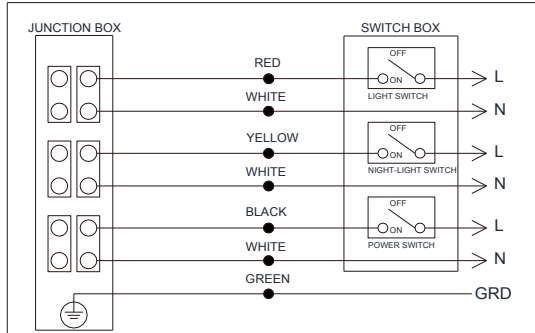 JUNCTION BOX
SWITCH BOX
OFF
RED
ON
L
LIGHT SWITCH
WHITE
N
OFF
YELLOW
ON
L
NIGHT-LIGHT SWITCH
WHITE
N
OFF
BLACK
ON
L
POWER SWITCH
WHITE
N
GREEN
GRD